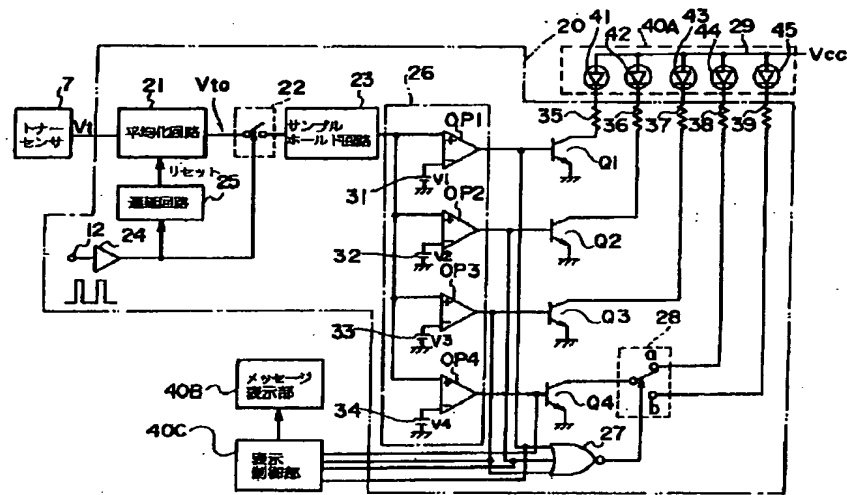 41
42
43
44
45
20
40A
29
Vcc
7
21
Vto
22
23
26
トナー
センサ
Vt
平均化回路
サンプル
ホールド回路
OP1
35
36
37
38
39
リセット
25
31
V1
Q1
遅延回路
12
24
OP2
32
V2
Q2
OP3
33
V3
Q3
28
a
b
40B
メッセージ
表示部
OP4
34
V4
Q4
27
40C
表示
制御部